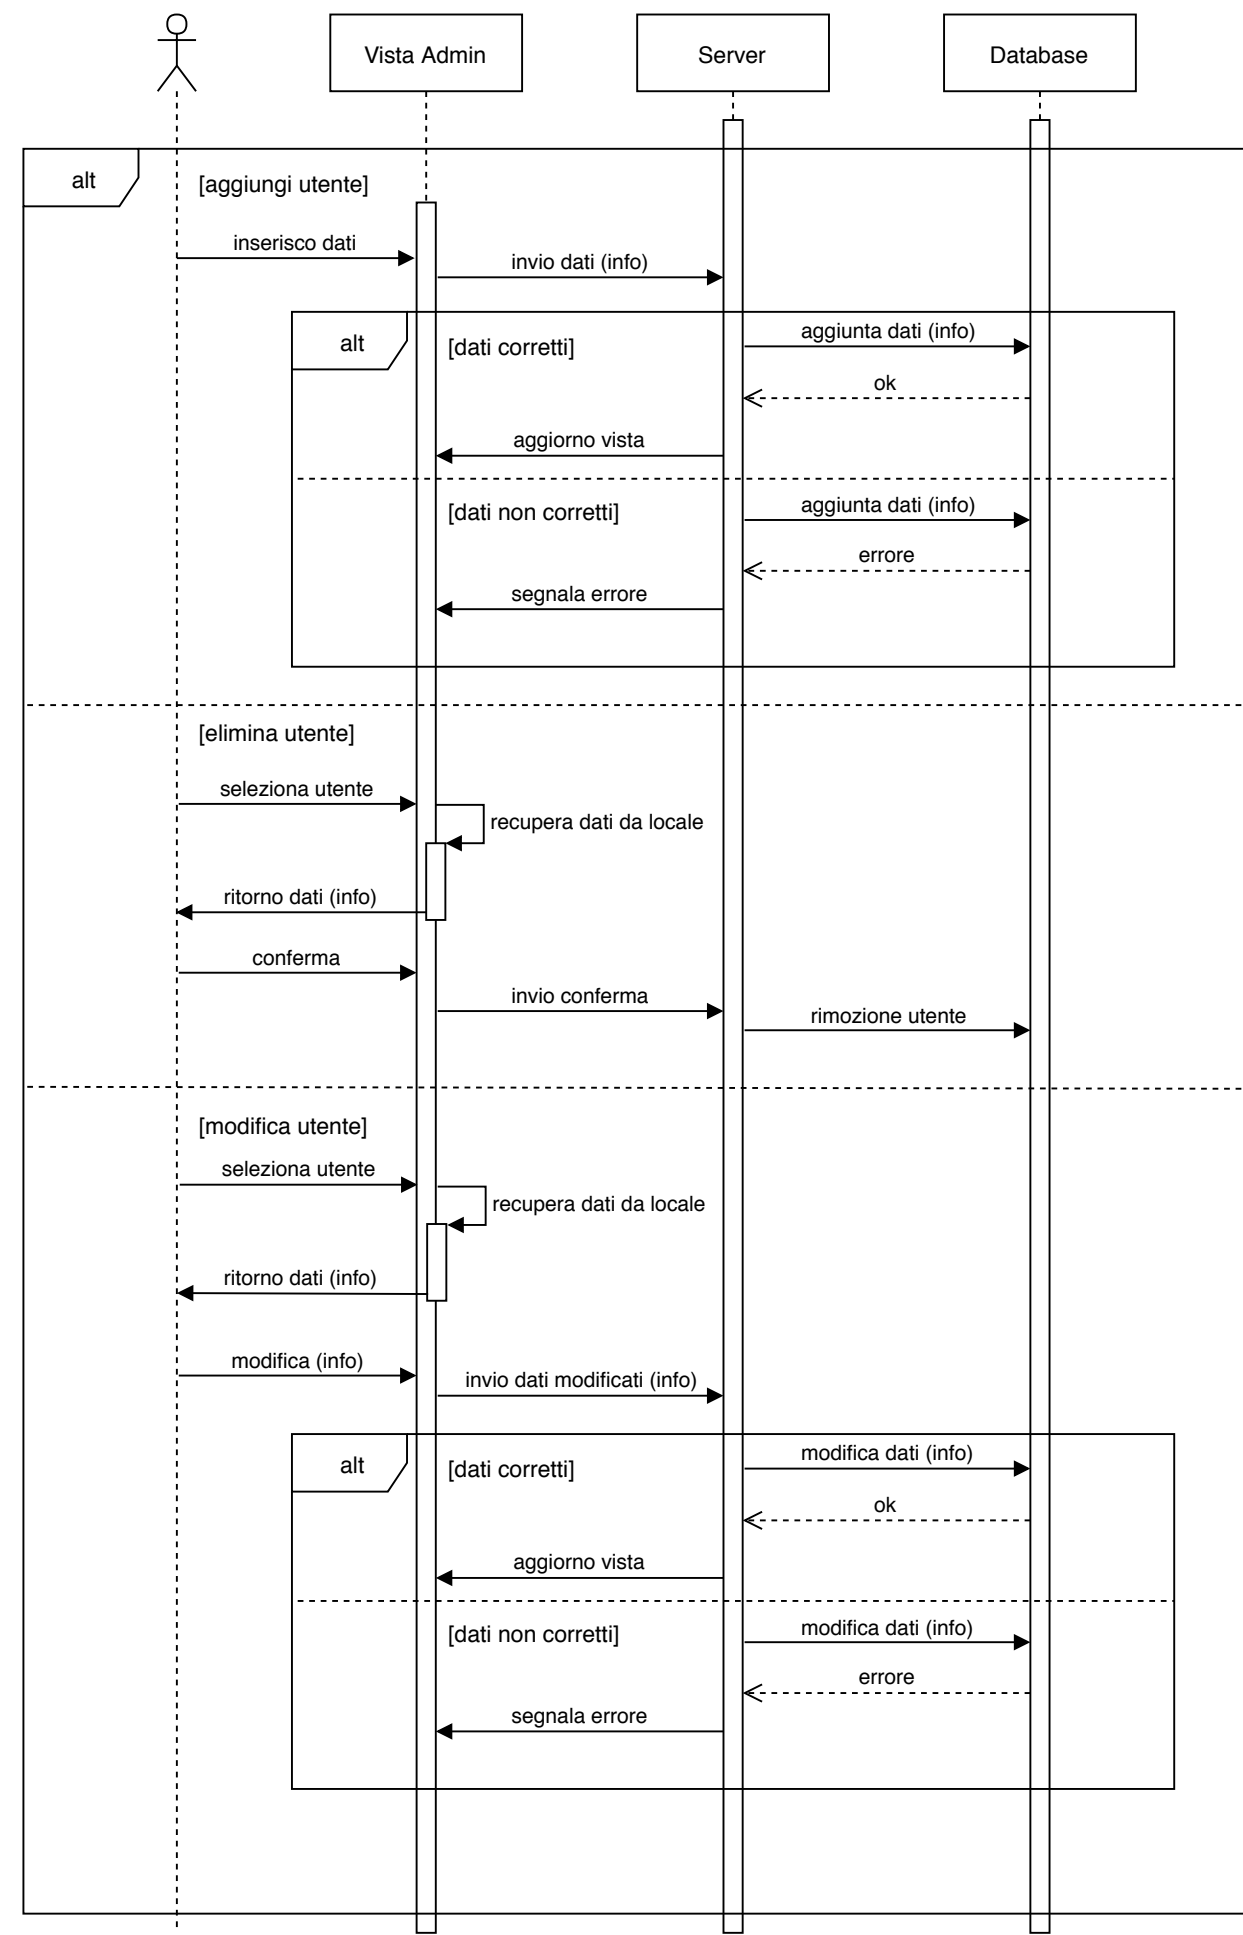 Vista Admin
Server
Database
alt
[aggiungi utente]
inserisco dati
invio dati (info)
alt
[dati corretti]
aggiunta dati (info)
ok
aggiorno vista
[dati non corretti]
aggiunta dati (info)
errore
segnala errore
[elimina utente]
seleziona utente
recupera dati da locale
ritorno dati (info)
conferma
invio conferma
rimozione utente
[modifica utente]
seleziona utente
recupera dati da locale
ritorno dati (info)
modifica (info)
invio dati modificati (info)
alt
[dati corretti]
modifica dati (info)
ok
aggiorno vista
[dati non corretti]
modifica dati (info)
errore
segnala errore